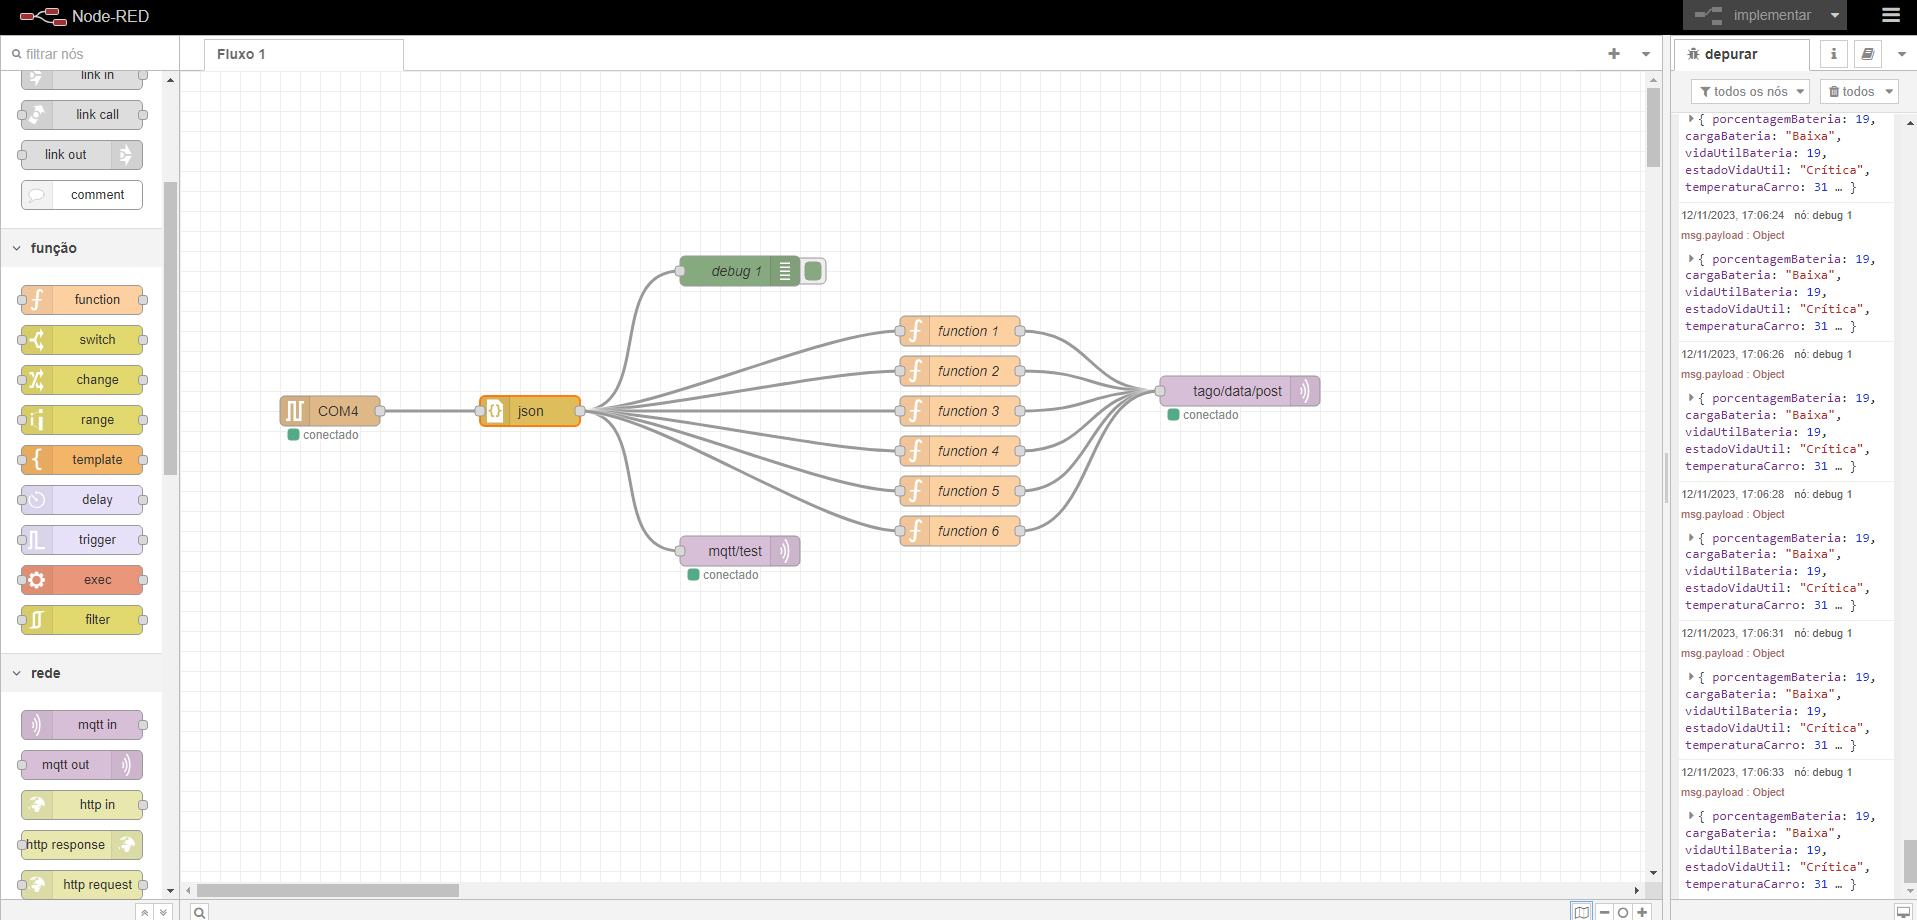 Node-RED
implementar
filtrar nós
link in
link call
link out
comment
função
function
switch
change
range
template
delay
trigger
exec
filter
rede
mqtt in
mqtt out
http in
http response
http request
Fluxo 1
COM4
conectado
json
debug 1
function 1
function 2
function 3
function 4
function 5
function 6
mqtt/test
conectado
tago/data/post
conectado
depurar
todos os nós
todos
{ porcentagemBateria: 19,
cargaBateria: "Baixa",
vidaUtilBateria: 19,
estadoVidaUtil: "Crítica",
temperaturaCarro: 31 … }
12/11/2023, 17:06:24 nó: debug 1
msg.payload : Object
{ porcentagemBateria: 19,
cargaBateria: "Baixa",
vidaUtilBateria: 19,
estadoVidaUtil: "Crítica",
temperaturaCarro: 31 … }
12/11/2023, 17:06:26 nó: debug 1
msg.payload : Object
{ porcentagemBateria: 19,
cargaBateria: "Baixa",
vidaUtilBateria: 19,
estadoVidaUtil: "Crítica",
temperaturaCarro: 31 … }
12/11/2023, 17:06:28 nó: debug 1
msg.payload : Object
{ porcentagemBateria: 19,
cargaBateria: "Baixa",
vidaUtilBateria: 19,
estadoVidaUtil: "Crítica",
temperaturaCarro: 31 … }
12/11/2023, 17:06:31 nó: debug 1
msg.payload : Object
{ porcentagemBateria: 19,
cargaBateria: "Baixa",
vidaUtilBateria: 19,
estadoVidaUtil: "Crítica",
temperaturaCarro: 31 … }
12/11/2023, 17:06:33 nó: debug 1
msg.payload : Object
{ porcentagemBateria: 19,
cargaBateria: "Baixa",
vidaUtilBateria: 19,
estadoVidaUtil: "Crítica",
temperaturaCarro: 31 … }